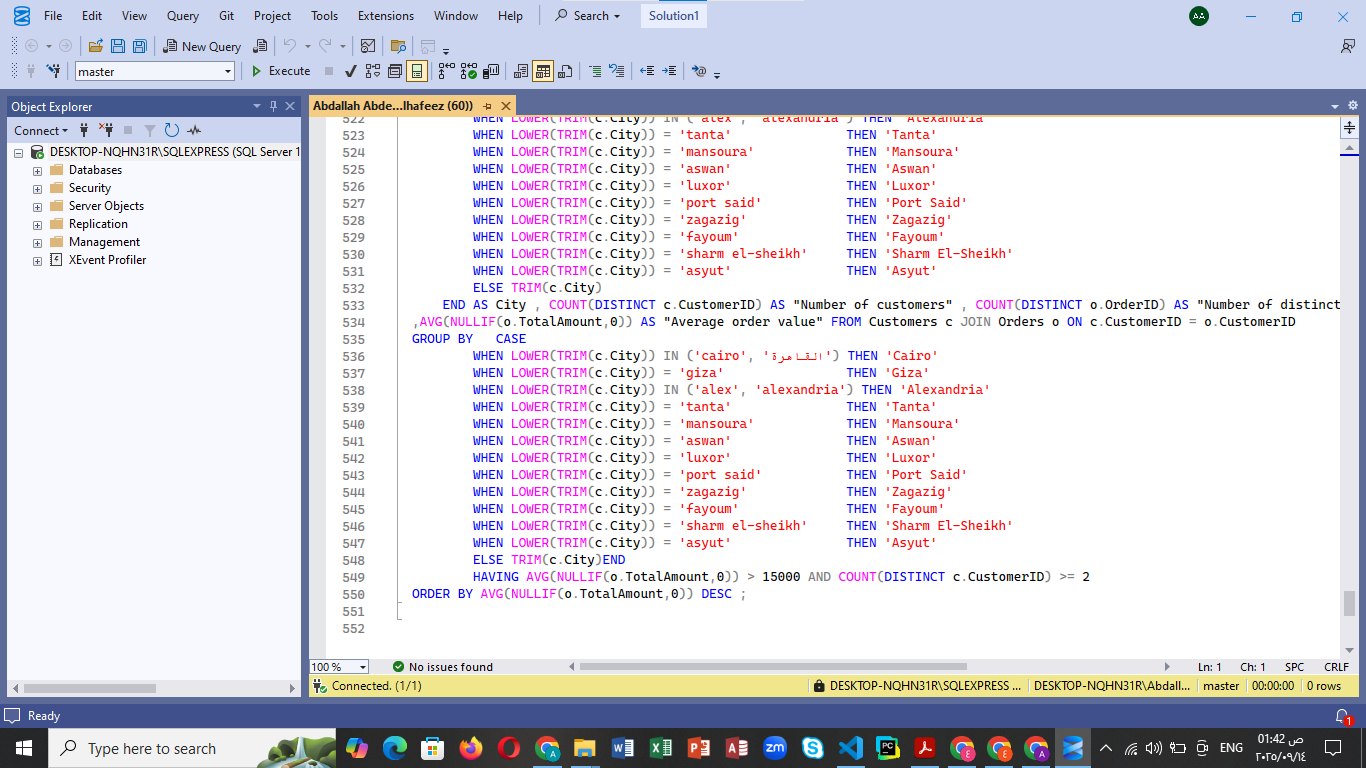 File Edit View Query Git Project Tools Extensions Window Help Search Solution1 AA
New Query
master Execute
Object Explorer
Connect
DESKTOP-NQHN31R\SQLEXPRESS (SQL Server 1
Databases
Security
Server Objects
Replication
Management
XEvent Profiler
Abdallah Abde...lhafeez (60))
522 WHEN LOWER(TRIM(c.City)) IN ('alex', 'alexandria') THEN 'Alexandria'
523 WHEN LOWER(TRIM(c.City)) = 'tanta' THEN 'Tanta'
524 WHEN LOWER(TRIM(c.City)) = 'mansoura' THEN 'Mansoura'
525 WHEN LOWER(TRIM(c.City)) = 'aswan' THEN 'Aswan'
526 WHEN LOWER(TRIM(c.City)) = 'luxor' THEN 'Luxor'
527 WHEN LOWER(TRIM(c.City)) = 'port said' THEN 'Port Said'
528 WHEN LOWER(TRIM(c.City)) = 'zagazig' THEN 'Zagazig'
529 WHEN LOWER(TRIM(c.City)) = 'fayoum' THEN 'Fayoum'
530 WHEN LOWER(TRIM(c.City)) = 'sharm el-sheikh' THEN 'Sharm El-Sheikh'
531 WHEN LOWER(TRIM(c.City)) = 'asyut' THEN 'Asyut'
532 ELSE TRIM(c.City)
533 END AS City , COUNT(DISTINCT c.CustomerID) AS "Number of customers" , COUNT(DISTINCT o.OrderID) AS "Number of distinct
534 ,AVG(NULLIF(o.TotalAmount,0)) AS "Average order value" FROM Customers c JOIN Orders o ON c.CustomerID = o.CustomerID
535 GROUP BY CASE
536 WHEN LOWER(TRIM(c.City)) IN ('cairo', 'القاهرة') THEN 'Cairo'
537 WHEN LOWER(TRIM(c.City)) = 'giza' THEN 'Giza'
538 WHEN LOWER(TRIM(c.City)) IN ('alex', 'alexandria') THEN 'Alexandria'
539 WHEN LOWER(TRIM(c.City)) = 'tanta' THEN 'Tanta'
540 WHEN LOWER(TRIM(c.City)) = 'mansoura' THEN 'Mansoura'
541 WHEN LOWER(TRIM(c.City)) = 'aswan' THEN 'Aswan'
542 WHEN LOWER(TRIM(c.City)) = 'luxor' THEN 'Luxor'
543 WHEN LOWER(TRIM(c.City)) = 'port said' THEN 'Port Said'
544 WHEN LOWER(TRIM(c.City)) = 'zagazig' THEN 'Zagazig'
545 WHEN LOWER(TRIM(c.City)) = 'fayoum' THEN 'Fayoum'
546 WHEN LOWER(TRIM(c.City)) = 'sharm el-sheikh' THEN 'Sharm El-Sheikh'
547 WHEN LOWER(TRIM(c.City)) = 'asyut' THEN 'Asyut'
548 ELSE TRIM(c.City)END
549 HAVING AVG(NULLIF(o.TotalAmount,0)) > 15000 AND COUNT(DISTINCT c.CustomerID) >= 2
550 ORDER BY AVG(NULLIF(o.TotalAmount,0)) DESC ;
551
552
100 % No issues found Ln: 1 Ch: 1 SPC CRLF
Connected. (1/1) DESKTOP-NQHN31R\SQLEXPRESS ... DESKTOP-NQHN31R\Abdall... master 00:00:00 0 rows
Ready 1
Type here to search ENG 01:42 ص
٢٠٢٥/٠٩/١٤